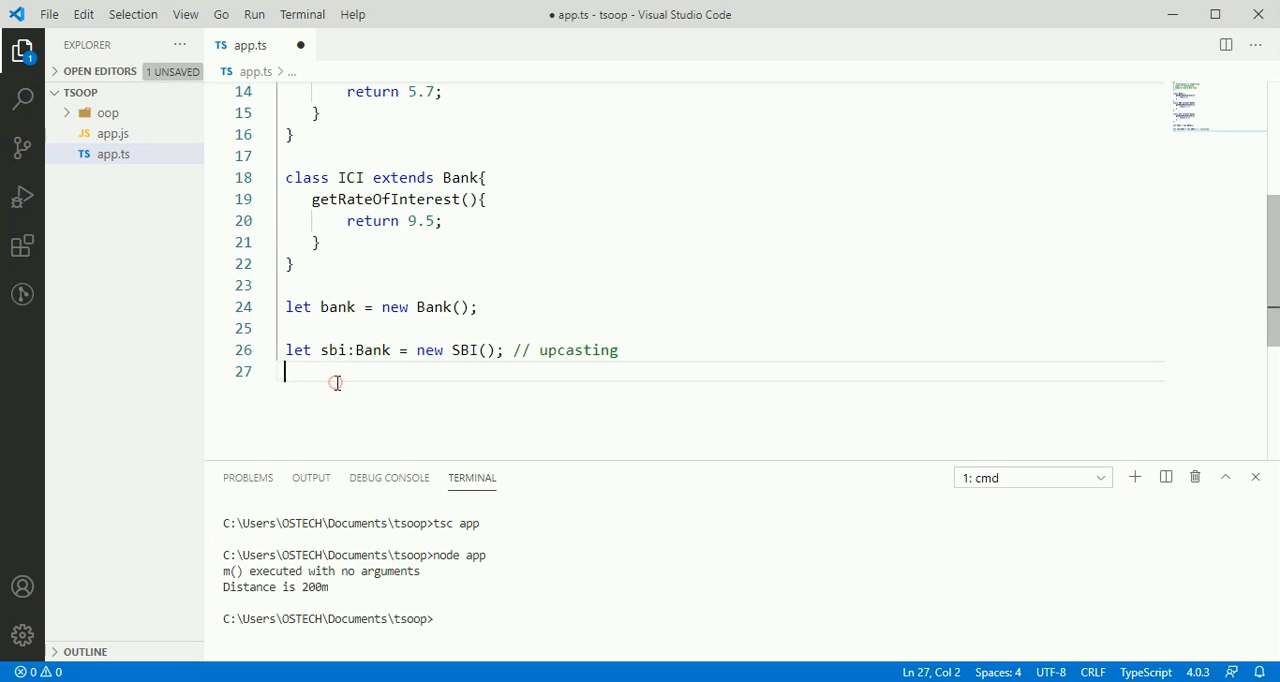 File Edit Selection View Go Run Terminal Help
● app.ts - tsoop - Visual Studio Code
1
EXPLORER ···
OPEN EDITORS 1 UNSAVED
TSOOP
oop
JS app.js
TS app.ts
OUTLINE
TS app.ts ●
TS app.ts > ...
14 return 5.7;
15 }
16 }
17
18 class ICI extends Bank{
19 getRateOfInterest(){
20 return 9.5;
21 }
22 }
23
24 let bank = new Bank();
25
26 let sbi:Bank = new SBI(); // upcasting
27
PROBLEMS OUTPUT DEBUG CONSOLE TERMINAL 1: cmd
C:\Users\OSTECH\Documents\tsoop>tsc app
C:\Users\OSTECH\Documents\tsoop>node app
m() executed with no arguments
Distance is 200m
C:\Users\OSTECH\Documents\tsoop>
0 0 Ln 27, Col 2 Spaces: 4 UTF-8 CRLF TypeScript 4.0.3